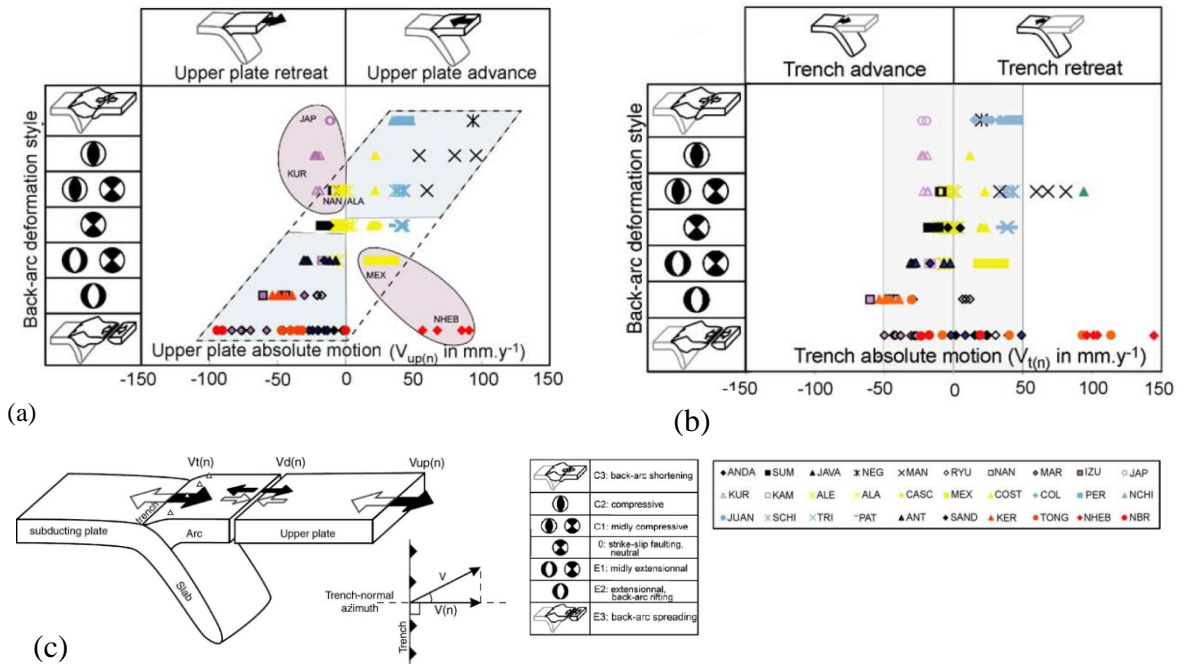 Upper plate retreat
Upper plate advance
Back-arc deformation style
JAP
KUR
NAN
ALA
MEX
NHEB
Upper plate absolute motion (Vup(n) in mm.y-1)
-150 -100 -50 0 50 100 150
(a)
Trench advance
Trench retreat
Back-arc deformation style
Trench absolute motion (Vt(n) in mm.y-1)
-150 -100 -50 0 50 100 150
(b)
Vt(n)
Vd(n)
Vup(n)
trench
subducting plate
Arc
Upper plate
Slab
Trench-normal
azimuth
V
V(n)
Trench
(c)
C3: back-arc shortening
C2: compressive
C1: midly compressive
0: strike-slip faulting,
neutral
E1: midly extensionnal
E2: extensionnal,
back-arc rifting
E3: back-arc spreading
ANDA SUM JAVA NEG MAN RYU NAN MAR IZU JAP
KUR KAM ALE ALA CASC MEX COST COL PER NCHI
JUAN SCHI TRI PAT ANT SAND KER TONG NHEB NBR